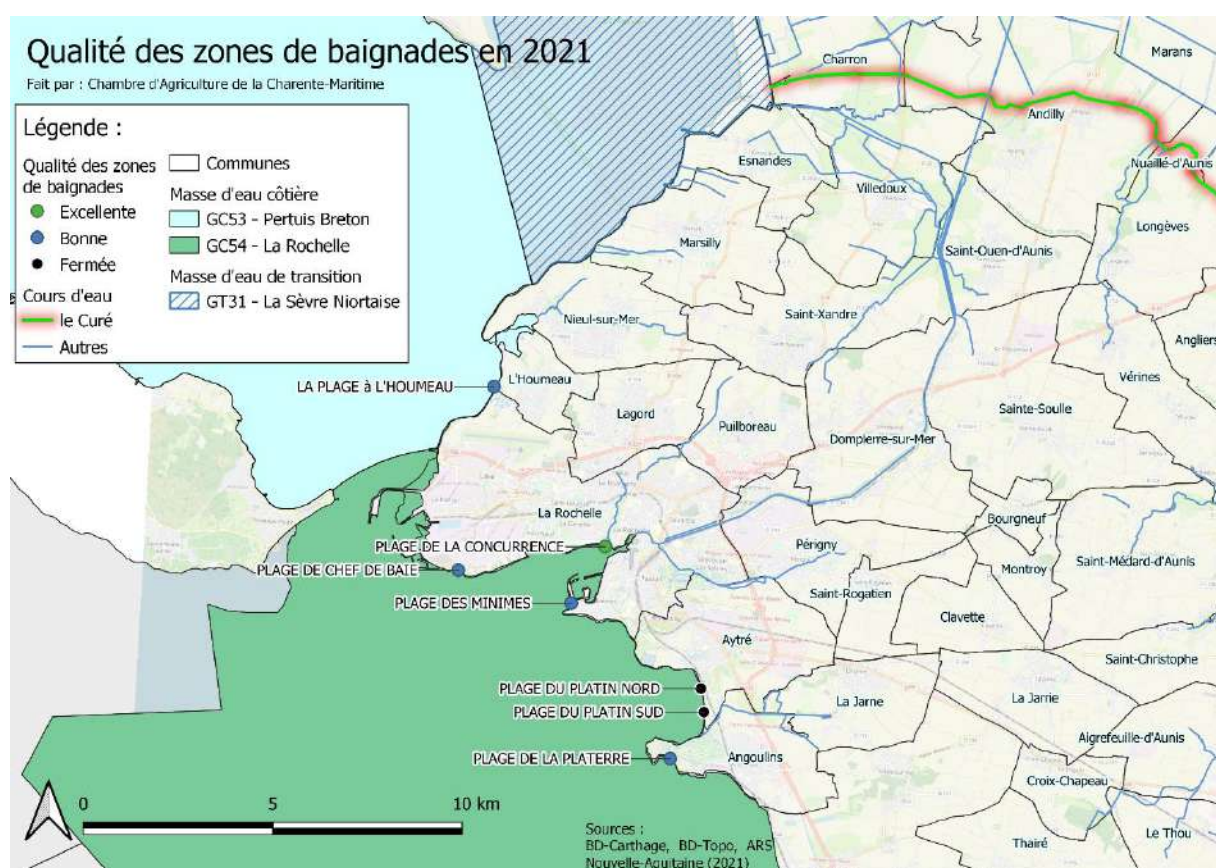 Qualité des zones de baignades en 2021
Fait par : Chambre d'Agriculture de la Charente-Maritime
Légende :
Qualité des zones
de baignades
Excellente
Bonne
Fermée
Cours d'eau
le Curé
Autres
Communes
Masse d'eau côtière
GC53 - Pertuis Breton
GC54 - La Rochelle
Masse d'eau de transition
GT31 - La Sèvre Niortaise
Charron
Marans
Andilly
Esnandes
Nuaillé-d'Aunis
Villedoux
Longèves
Marsilly
Saint-Ouen-d'Aunis
Nieul-sur-Mer
Saint-Xandre
Angliers
LA PLAGE à L'HOUMEAU
L'Houmeau
Vérines
Lagord
Puilboreau
Sainte-Soulle
Dompierre-sur-Mer
La Rochelle
Bourgneuf
PLAGE DE LA CONCURRENCE
Périgny
Saint-Médard-d'Aunis
PLAGE DE CHEF DE BAIE
Montroy
Saint-Rogatien
PLAGE DES MINIMES
Clavette
Aytré
Saint-Christophe
PLAGE DU PLATIN NORD
La Jarne
La Jarrie
PLAGE DU PLATIN SUD
Aigrefeuille-d'Aunis
PLAGE DE LA PLATERRE
Angoulins
Croix-Chapeau
0 5 10 km
Le Thou
Thairé
Sources :
BD-Carthage, BD-Topo, ARS
Nouvelle-Aquitaine (2021)